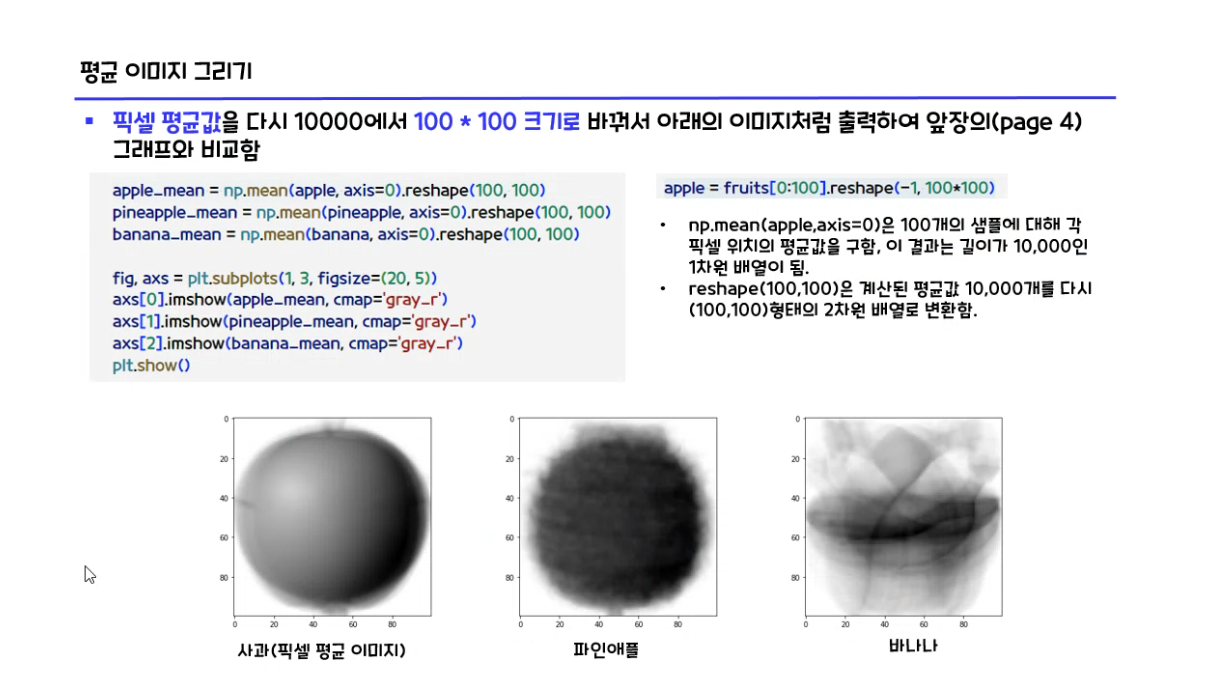 평균 이미지 그리기
▪ 픽셀 평균값을 다시 10000에서 100 * 100 크기로 바꿔서 아래의 이미지처럼 출력하여 앞장의(page 4)
그래프와 비교함
apple_mean = np.mean(apple, axis=0).reshape(100, 100)
pineapple_mean = np.mean(pineapple, axis=0).reshape(100, 100)
banana_mean = np.mean(banana, axis=0).reshape(100, 100)
fig, axs = plt.subplots(1, 3, figsize=(20, 5))
axs[0].imshow(apple_mean, cmap='gray_r')
axs[1].imshow(pineapple_mean, cmap='gray_r')
axs[2].imshow(banana_mean, cmap='gray_r')
plt.show()
apple = fruits[0:100].reshape(-1, 100*100)
• np.mean(apple,axis=0)은 100개의 샘플에 대해 각
픽셀 위치의 평균값을 구함, 이 결과는 길이가 10,000인
1차원 배열이 됨.
• reshape(100,100)은 계산된 평균값 10,000개를 다시
(100,100)형태의 2차원 배열로 변환함.
0
20
40
60
80
0 20 40 60 80
사과(픽셀 평균 이미지)
0
20
40
60
80
0 20 40 60 80
파인애플
0
20
40
60
80
0 20 40 60 80
바나나